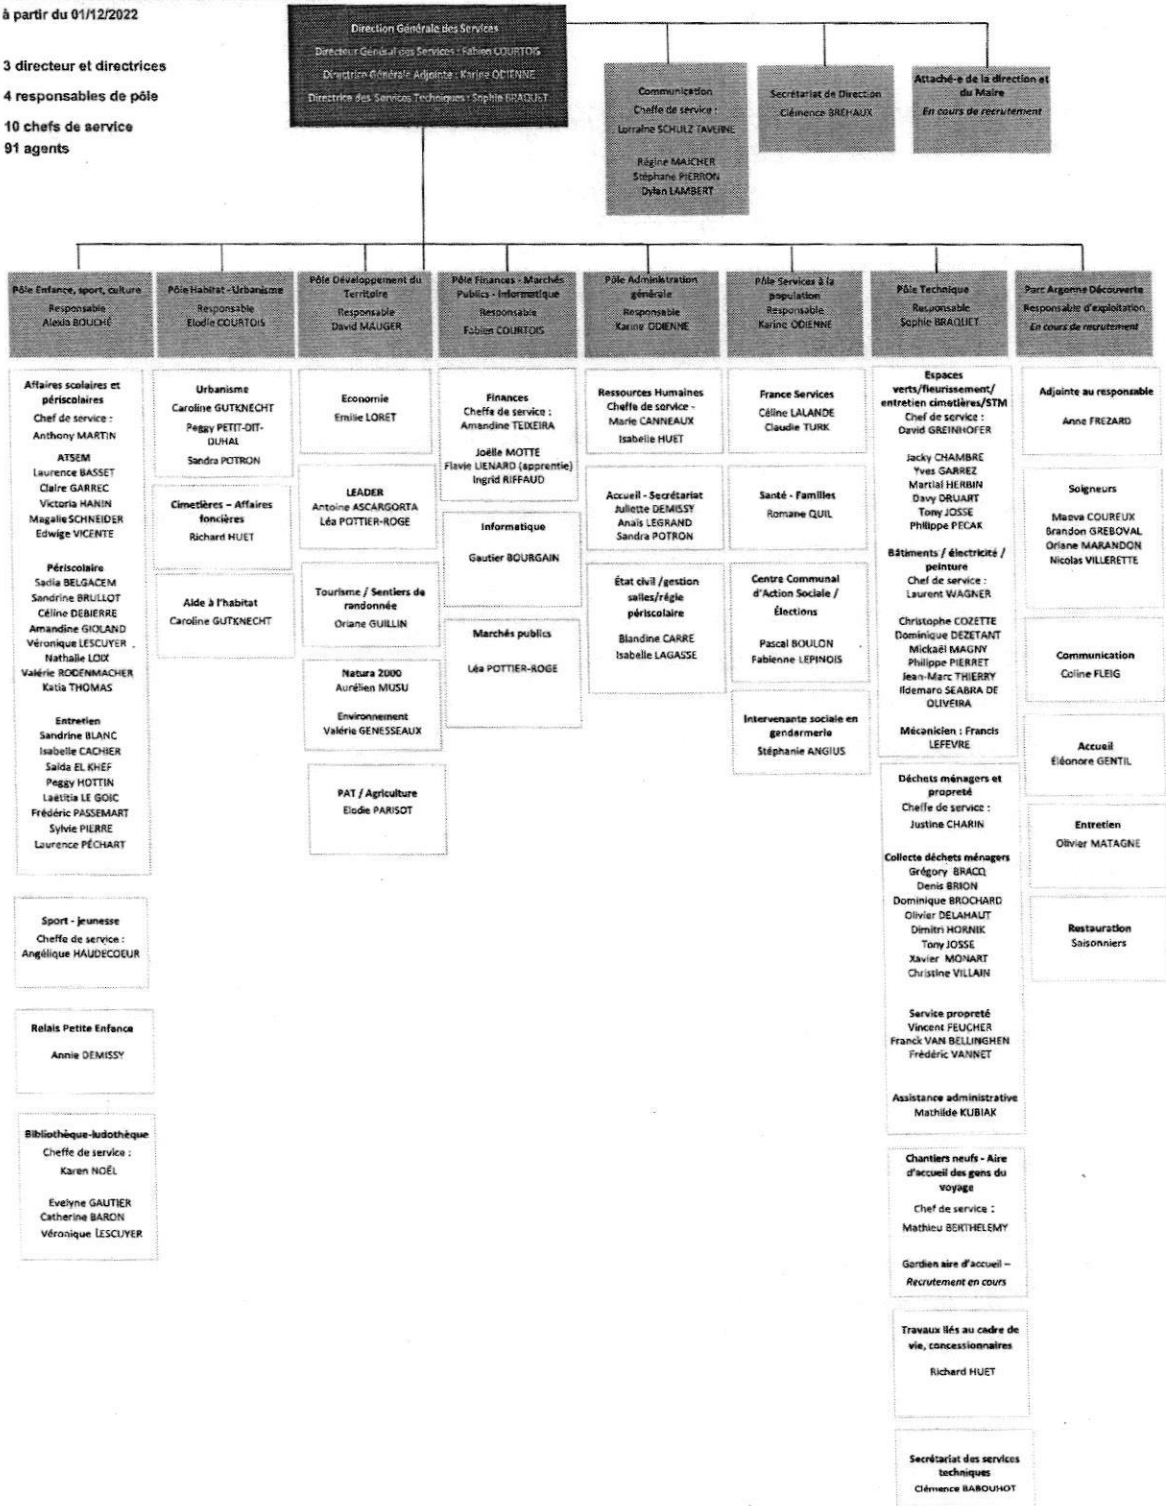 à partir du 01/12/2022
3 directeur et directrices
4 responsables de pôle
10 chefs de service
91 agents
Direction Générale des Services
Directeur Général des Services : Fabien COURTOIS
Directrice Générale Adjointe : Karine ODIENNE
Directrice des Services Techniques : Sophie BRAQUET
Communication
Cheffe de service :
Lorraine SCHULZ TAVERNE
Régine MAICHER
Stéphane PIERRON
Dylan LAMBERT
Secrétariat de Direction
Clémence BREHAUX
Attaché-e de la direction et
du Maire
En cours de recrutement
Pôle Enfance, sport, culture
Responsable
Alexia BOUCHÉ
Affaires scolaires et
périscolaires
Chef de service :
Anthony MARTIN
ATSEM
Laurence BASSET
Claire GARREC
Victoria HANIN
Magalie SCHNEIDER
Edwige VICENTE
Périscolaire
Sadia BELGACEM
Sandrine BRULLOT
Céline DEBIERRE
Amandine GIOLAND
Véronique LESCUYER
Nathalie LOIX
Valérie RODENMACHER
Katia THOMAS
Entretien
Sandrine BLANC
Isabelle CACHIER
Saïda EL KHEF
Peggy HOTTIN
Laëtitia LE GOIC
Frédéric PASSEMART
Sylvie PIERRE
Laurence PÉCHART
Sport - jeunesse
Cheffe de service :
Angélique HAUDECOEUR
Relais Petite Enfance
Annie DEMISSY
Bibliothèque-ludothèque
Cheffe de service :
Karen NOËL
Evelyne GAUTIER
Catherine BARON
Véronique LESCUYER
Pôle Habitat - Urbanisme
Responsable
Elodie COURTOIS
Urbanisme
Caroline GUTKNECHT
Peggy PETIT-DIT-
DUHAL
Sandra POTRON
Cimetières – Affaires
foncières
Richard HUET
Aide à l'habitat
Caroline GUTKNECHT
Pôle Développement du
Territoire
Responsable
David MAUGER
Economie
Emilie LORET
LEADER
Antoine ASCARGORTA
Léa POTTIER-ROGE
Tourisme / Sentiers de
randonnée
Oriane GUILLIN
Natura 2000
Aurélien MUSU
Environnement
Valérie GENESSEAUX
PAT / Agriculture
Elodie PARISOT
Pôle Finances - Marchés
Publics - Informatique
Responsable
Fabien COURTOIS
Finances
Cheffe de service :
Amandine TEIXEIRA
Joëlle MOTTE
Flavie LIENARD (apprentie)
Ingrid RIFFAUD
Informatique
Gautier BOURGAIN
Marchés publics
Léa POTTIER-ROGE
Pôle Administration
générale
Responsable
Karine ODIENNE
Ressources Humaines
Cheffe de service -
Marie CANNEAUX
Isabelle HUET
Accueil - Secrétariat
Juliette DEMISSY
Anaïs LEGRAND
Sandra POTRON
État civil /gestion
salles/régie
périscolaire
Blandine CARRE
Isabelle LAGASSE
Pôle Services à la
population
Responsable
Karine ODIENNE
France Services
Céline LALANDE
Claudie TURK
Santé - Familles
Romane QUIL
Centre Communal
d'Action Sociale /
Élections
Pascal BOULON
Fabienne LEPINOIS
Intervenante sociale en
gendarmerie
Stéphanie ANGIUS
Pôle Technique
Responsable
Sophie BRAQUET
Espaces
verts/fleurissement/
entretien cimetières/STM
Chef de service :
David GREINHOFER
Jacky CHAMBRE
Yves GARREZ
Martial HERBIN
Davy DRUART
Tony JOSSE
Philippe PECAK
Bâtiments / électricité /
peinture
Chef de service :
Laurent WAGNER
Christophe COZETTE
Dominique DEZETANT
Mickaël MAGNY
Philippe PIERRET
Jean-Marc THIERRY
Ildemaro SEABRA DE
OLIVEIRA
Mécanicien : Francis
LEFEVRE
Déchets ménagers et
propreté
Cheffe de service :
Justine CHARIN
Collecte déchets ménagers
Grégory BRACQ
Denis BRION
Dominique BROCHARD
Olivier DELAHAUT
Dimitri HORNIK
Tony JOSSE
Xavier MONART
Christine VILLAIN
Service propreté
Vincent FEUCHER
Franck VAN BELLINGHEN
Frédéric VANNET
Assistance administrative
Mathilde KUBIAK
Chantiers neufs - Aire
d'accueil des gens du
voyage
Chef de service :
Mathieu BERTHELEMY
Gardien aire d'accueil –
Recrutement en cours
Travaux liés au cadre de
vie, concessionnaires
Richard HUET
Secrétariat des services
techniques
Clémence BABOUHOT
Parc Argonne Découverte
Responsable d'exploitation
En cours de recrutement
Adjointe au responsable
Anne FREZARD
Soigneurs
Maeva COUREUX
Brandon GREBOVAL
Oriane MARANDON
Nicolas VILLERETTE
Communication
Coline FLEIG
Accueil
Éléonore GENTIL
Entretien
Olivier MATAGNE
Restauration
Saisonniers